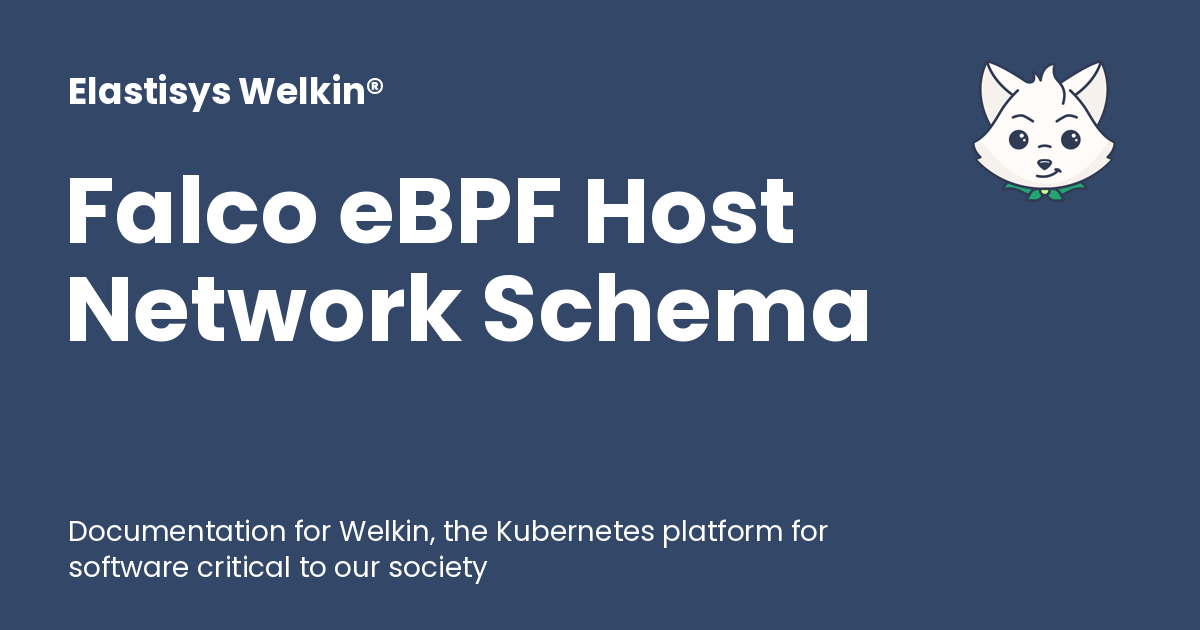 Elastisys Welkin®
Falco eBPF Host
Network Schema
Documentation for Welkin, the Kubernetes platform for
software critical to our society